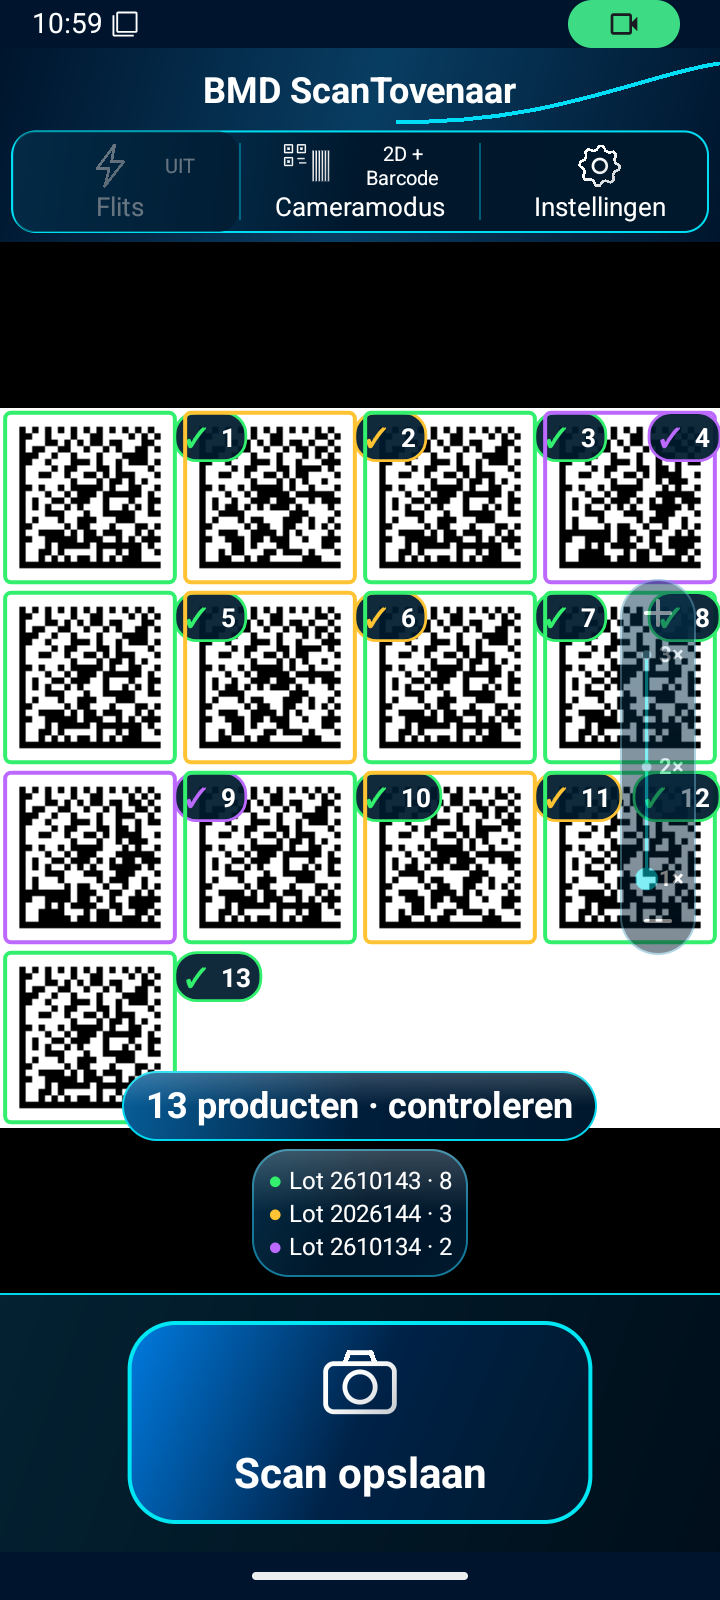 10:59
BMD ScanTovenaar
UIT
Flits
2D +
Barcode
Cameramodus
Instellingen
1
2
3
4
5
6
7
8
3×
2×
9
10
11
12
1×
13
13 producten · controleren
Lot 2610143 · 8
Lot 2026144 · 3
Lot 2610134 · 2
Scan opslaan